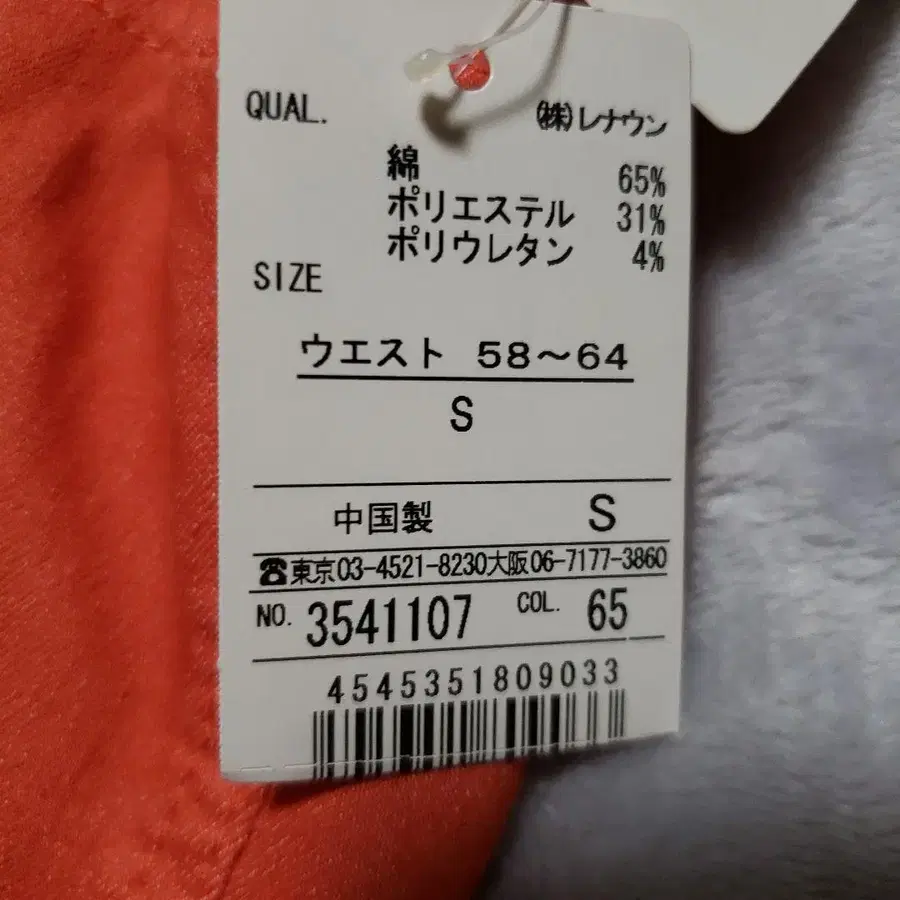 QUAL.
㈱レナウン
綿 65%
ポリエステル 31%
ポリウレタン 4%
SIZE
ウエスト 58〜64
S
中国製 S
☎東京03-4521-8230大阪06-7177-3860
NO. 3541107 COL. 65
4545351809033